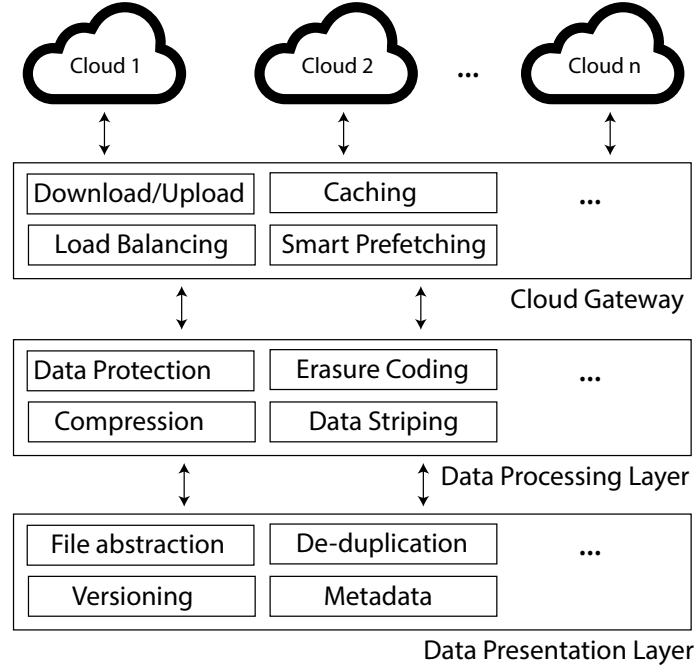 Cloud 1
Cloud 2
...
Cloud n
Download/Upload
Caching
...
Load Balancing
Smart Prefetching
Cloud Gateway
Data Protection
Erasure Coding
...
Compression
Data Striping
Data Processing Layer
File abstraction
De-duplication
...
Versioning
Metadata
Data Presentation Layer